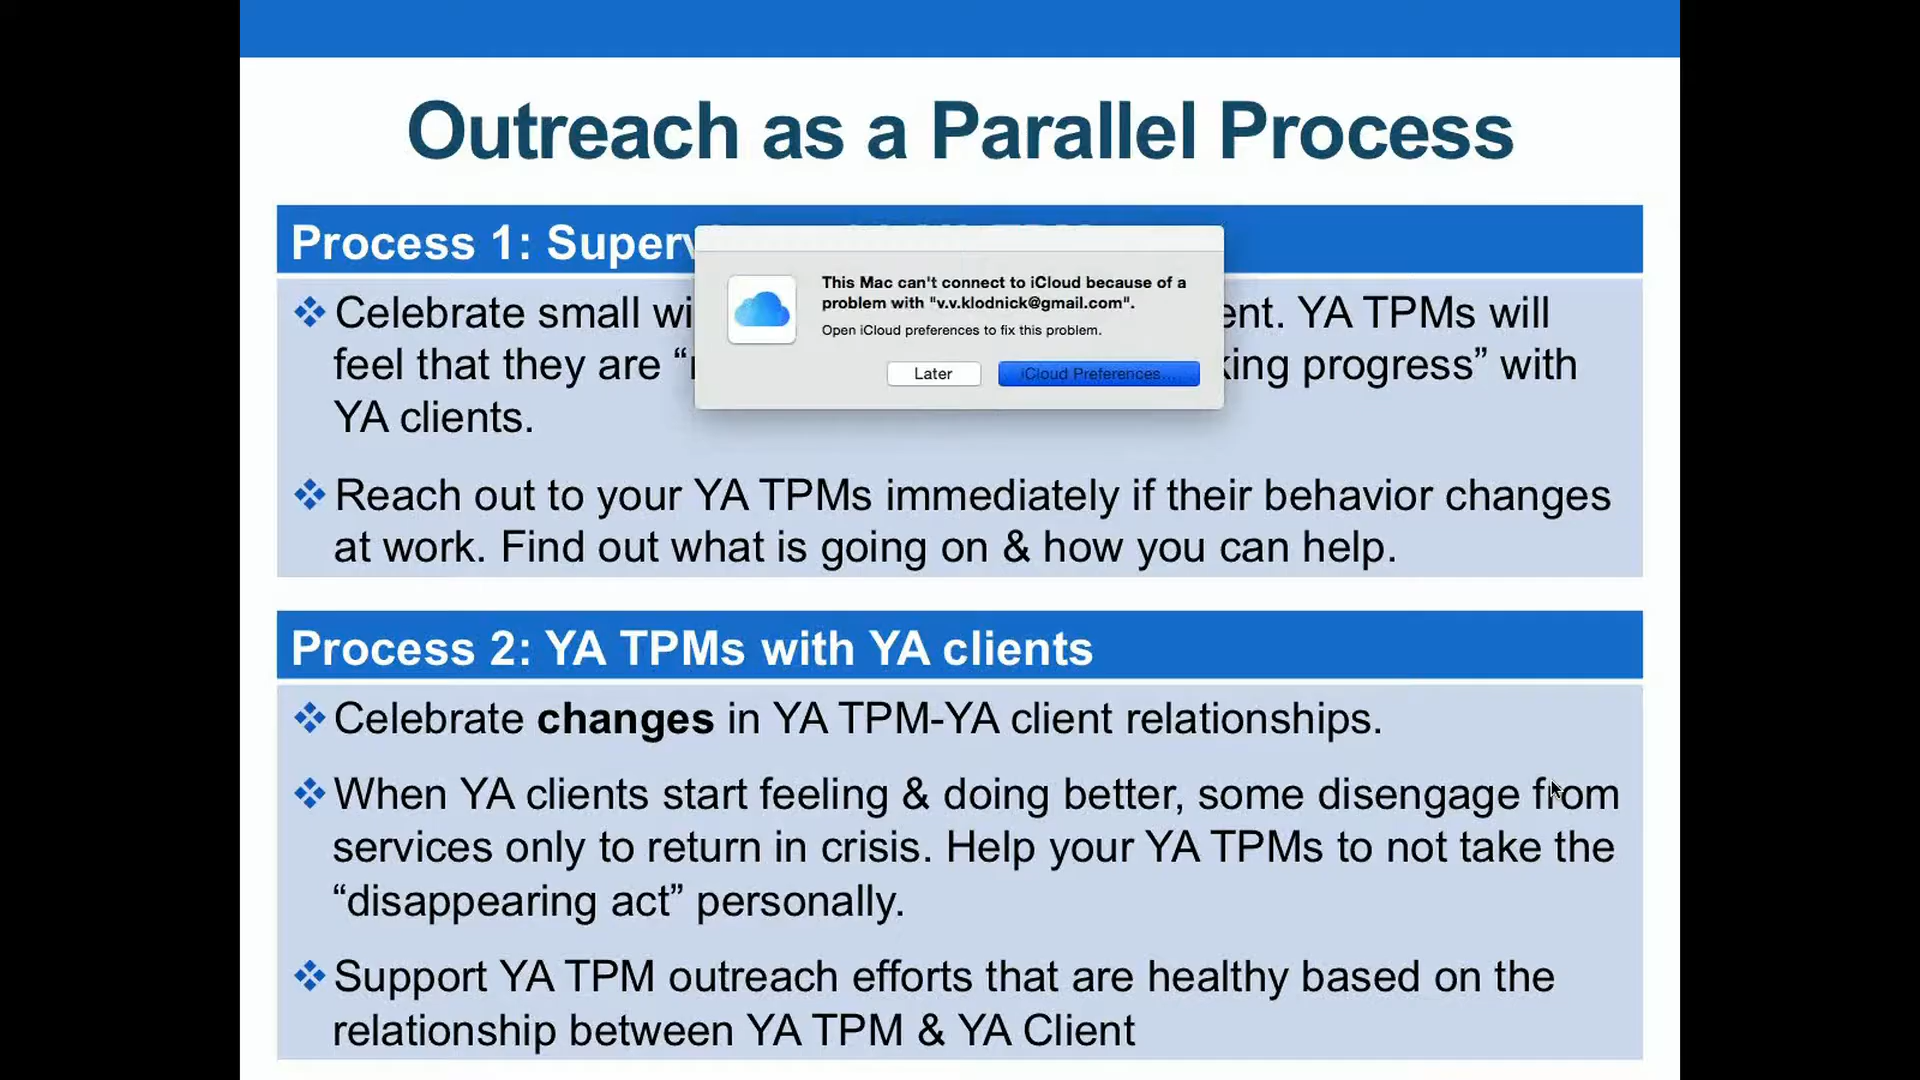 Outreach as a Parallel Process
Process 1:
This Mac can't connect to iCloud because of a
problem with "v.v.klodnick@gmail.com".
Open iCloud preferences to fix this problem.
Later
iCloud Preferences...
❖ Celebrate small YA TPMs will
feel that they are progress” with
YA clients.
❖ Reach out to your YA TPMs immediately if their behavior changes
at work. Find out what is going on & how you can help.
Process 2: YA TPMs with YA clients
❖ Celebrate changes in YA TPM-YA client relationships.
❖ When YA clients start feeling & doing better, some disengage from
services only to return in crisis. Help your YA TPMs to not take the
“disappearing act” personally.
❖ Support YA TPM outreach efforts that are healthy based on the
relationship between YA TPM & YA Client